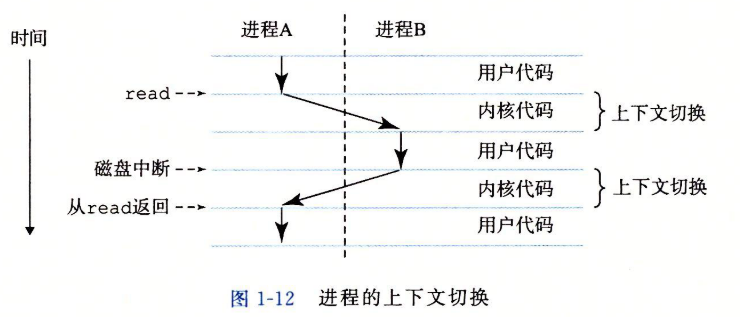 进程A 进程B
时间
用户代码
read
内核代码 上下文切换
用户代码
磁盘中断
内核代码 上下文切换
从read返回
用户代码
图 1-12 进程的上下文切换